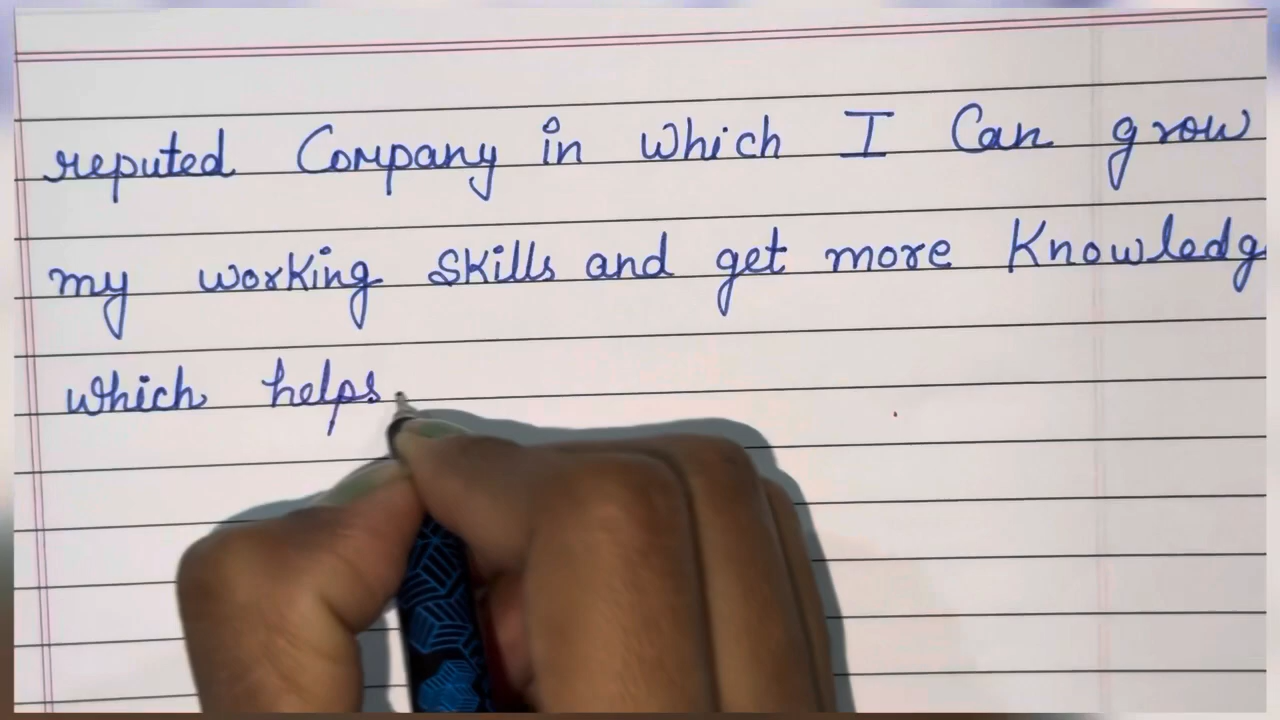 reputed Company in which I Can grow
my working skills and get more Knowledg
which helps